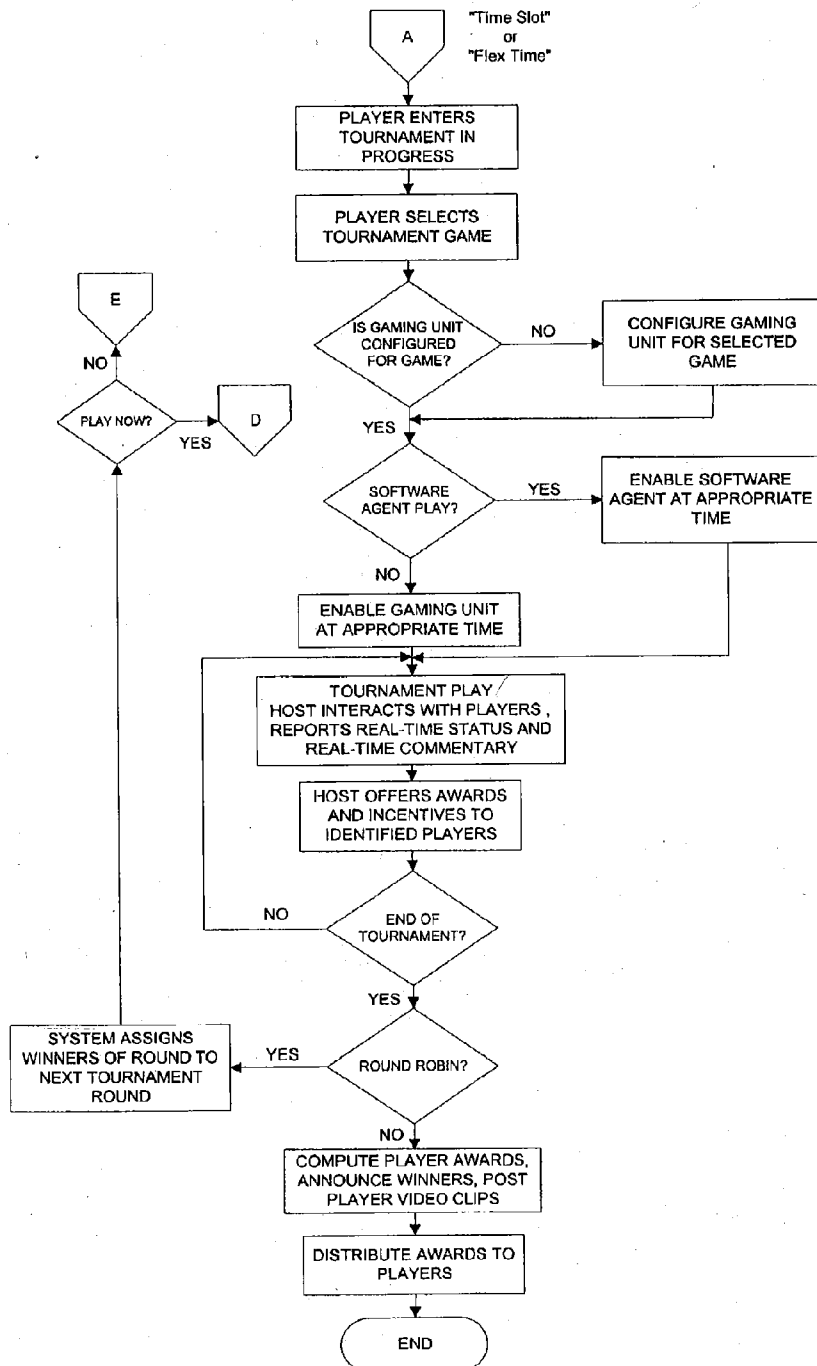 A
"Time Slot"
or
"Flex Time"
PLAYER ENTERS
TOURNAMENT IN
PROGRESS
PLAYER SELECTS
TOURNAMENT GAME
IS GAMING UNIT
CONFIGURED
FOR GAME?
NO
CONFIGURE GAMING
UNIT FOR SELECTED
GAME
YES
E
NO
PLAY NOW?
YES
D
SOFTWARE
AGENT PLAY?
YES
ENABLE SOFTWARE
AGENT AT APPROPRIATE
TIME
NO
ENABLE GAMING UNIT
AT APPROPRIATE TIME
TOURNAMENT PLAY
HOST INTERACTS WITH PLAYERS ,
REPORTS REAL-TIME STATUS AND
REAL-TIME COMMENTARY
HOST OFFERS AWARDS
AND INCENTIVES TO
IDENTIFIED PLAYERS
NO
END OF
TOURNAMENT?
YES
ROUND ROBIN?
YES
SYSTEM ASSIGNS
WINNERS OF ROUND TO
NEXT TOURNAMENT
ROUND
NO
COMPUTE PLAYER AWARDS,
ANNOUNCE WINNERS, POST
PLAYER VIDEO CLIPS
DISTRIBUTE AWARDS TO
PLAYERS
END